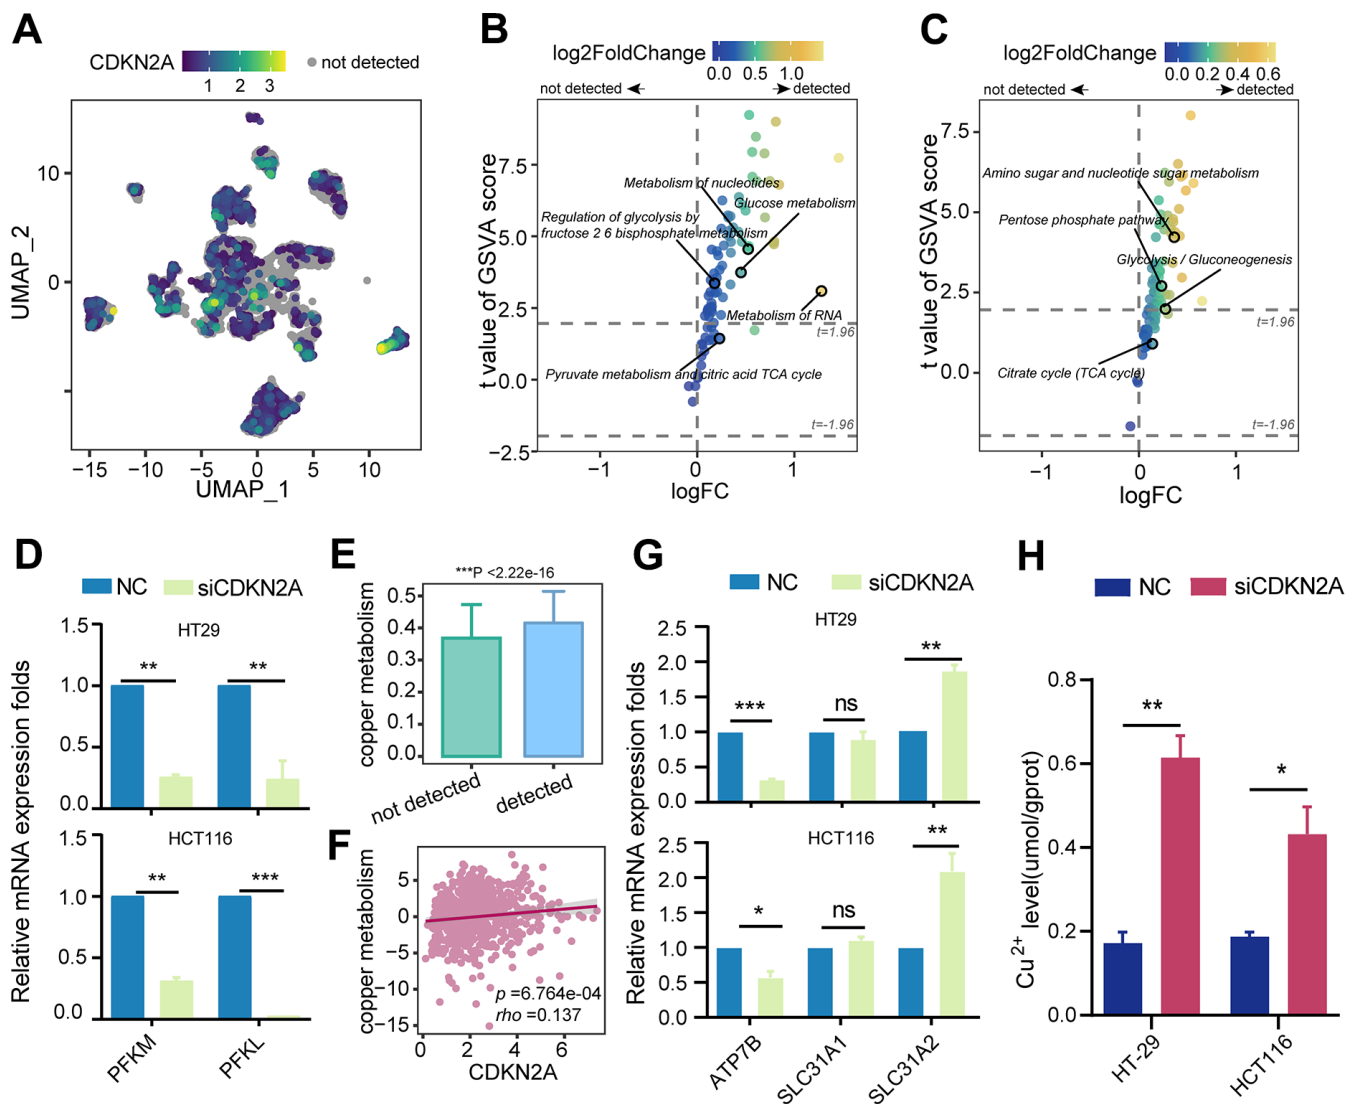 A
CDKN2A
1 2 3
not detected
10
0
UMAP_2
−15 −10 −5 0 5 10
UMAP_1
B
log2FoldChange
0.0 0.5 1.0
not detected
detected
7.5
5.0
2.5
0.0
−2.5
t value of GSVA score
Metabolism of nucleotides
Glucose metabolism
Regulation of glycolysis by
fructose 2 6 bisphosphate metabolism
Metabolism of RNA
t=1.96
Pyruvate metabolism and citric acid TCA cycle
t=-1.96
−1 0 1
logFC
C
log2FoldChange
0.0 0.2 0.4 0.6
not detected
detected
7.5
5.0
2.5
0.0
t value of GSVA score
Amino sugar and nucleotide sugar metabolism
Pentose phosphate pathway
Glycolysis / Gluconeogenesis
t=1.96
Citrate cycle (TCA cycle)
t=-1.96
−1 0 1
logFC
D
NC
siCDKN2A
Relative mRNA expression folds
HT29
1.5
1.0
0.5
0.0
** **
HCT116
1.5
1.0
0.5
0.0
** ***
PFKM PFKL
E
***P <2.22e-16
copper metabolism
0.5
0.4
0.3
0.2
0.1
0.0
not detected
detected
F
copper metabolism
5
0
−5
−10
−15
p =6.764e-04
rho =0.137
0 2 4 6
CDKN2A
G
NC
siCDKN2A
Relative mRNA expression folds
HT29
2.5
2.0
1.5
1.0
0.5
0.0
*** ns **
HCT116
2.5
2.0
1.5
1.0
0.5
0.0
* ns **
ATP7B SLC31A1 SLC31A2
H
NC
siCDKN2A
Cu2+ level(umol/gprot)
0.8
0.6
0.4
0.2
0.0
** *
HT-29 HCT116